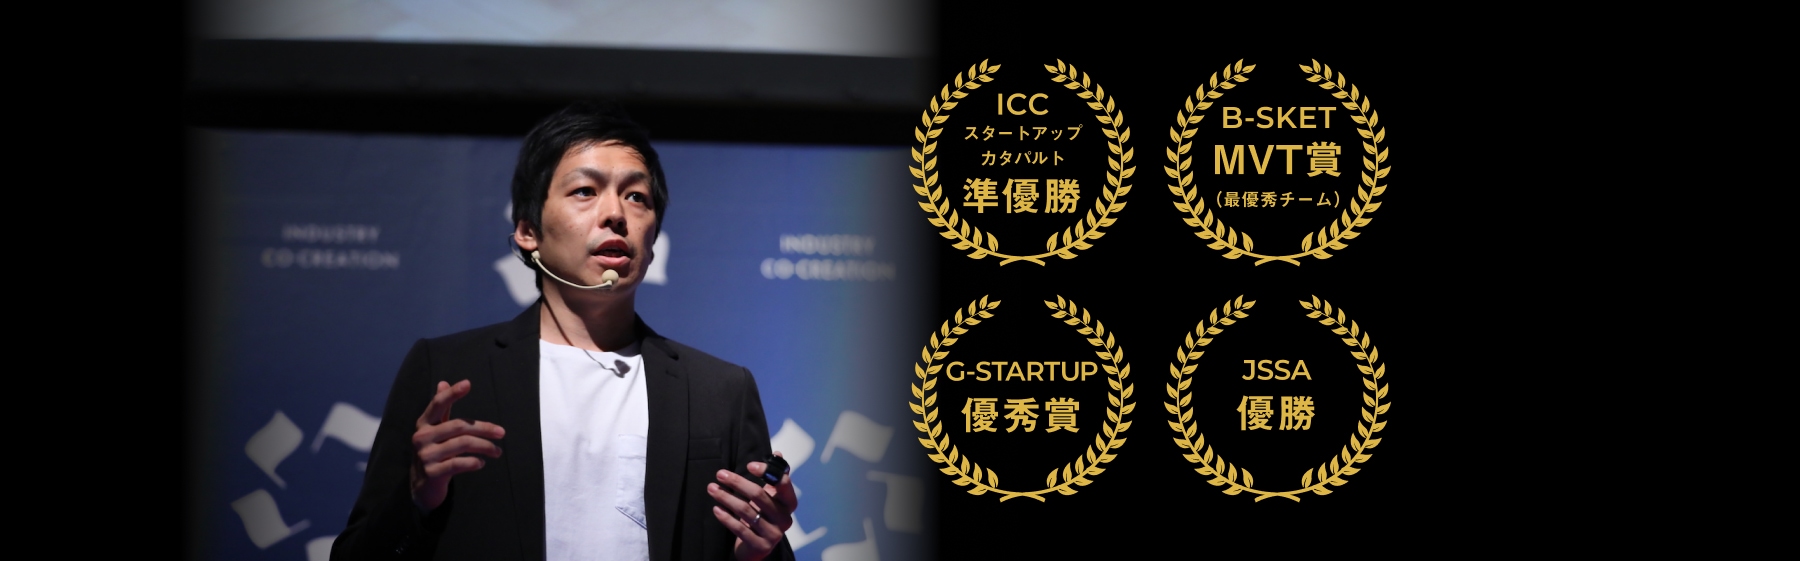 INDUSTRY
CO-CREATION
INDUSTRY
CO-CREATION
ICC
スタートアップ
カタパルト
準優勝
B-SKET
MVT賞
(最優秀チーム)
G-STARTUP
優秀賞
JSSA
優勝